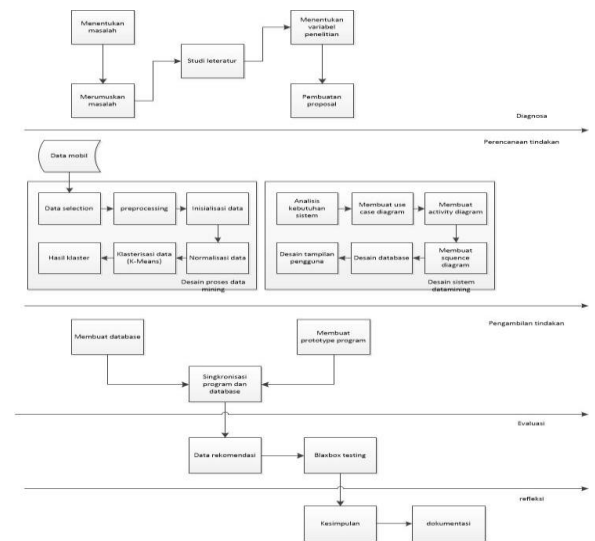 Menentukan
masalah
Menentukan
variabel
penelitian
Studi leteratur
Merumuskan
masalah
Pembuatan
proposal
Diagnosa
Perencanaan tindakan
Data mobil
Data selection
preprocessing
Inisialisasi data
Hasil klaster
Klasterisasi data
(K-Means)
Normalisasi data
Desain proses data
mining
Analisis
kebutuhan
sistem
Membuat use
case diagram
Membuat
activity diagram
Desain tampilan
pengguna
Desain database
Membuat
squence
diagram
Desain sistem
datamining
Pengambilan tindakan
Membuat database
Membuat
prototype program
Singkronisasi
program dan
database
Evaluasi
Data rekomendasi
Blaxbox testing
refleksi
Kesimpulan
dokumentasi